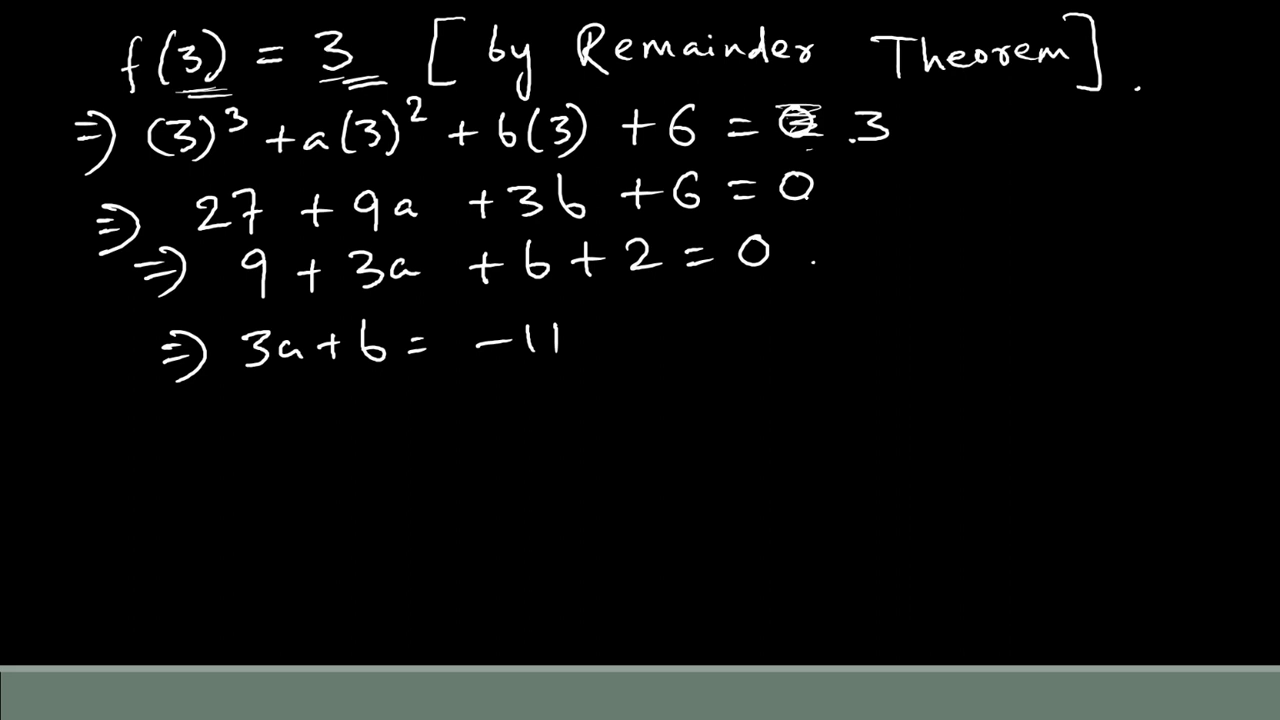 f(3) = 3 [by Remainder Theorem].
⇒ (3)³ + a(3)² + b(3) + 6 = 3
⇒ 27 + 9a + 3b + 6 = 0
⇒ 9 + 3a + b + 2 = 0.
⇒ 3a + b = -11